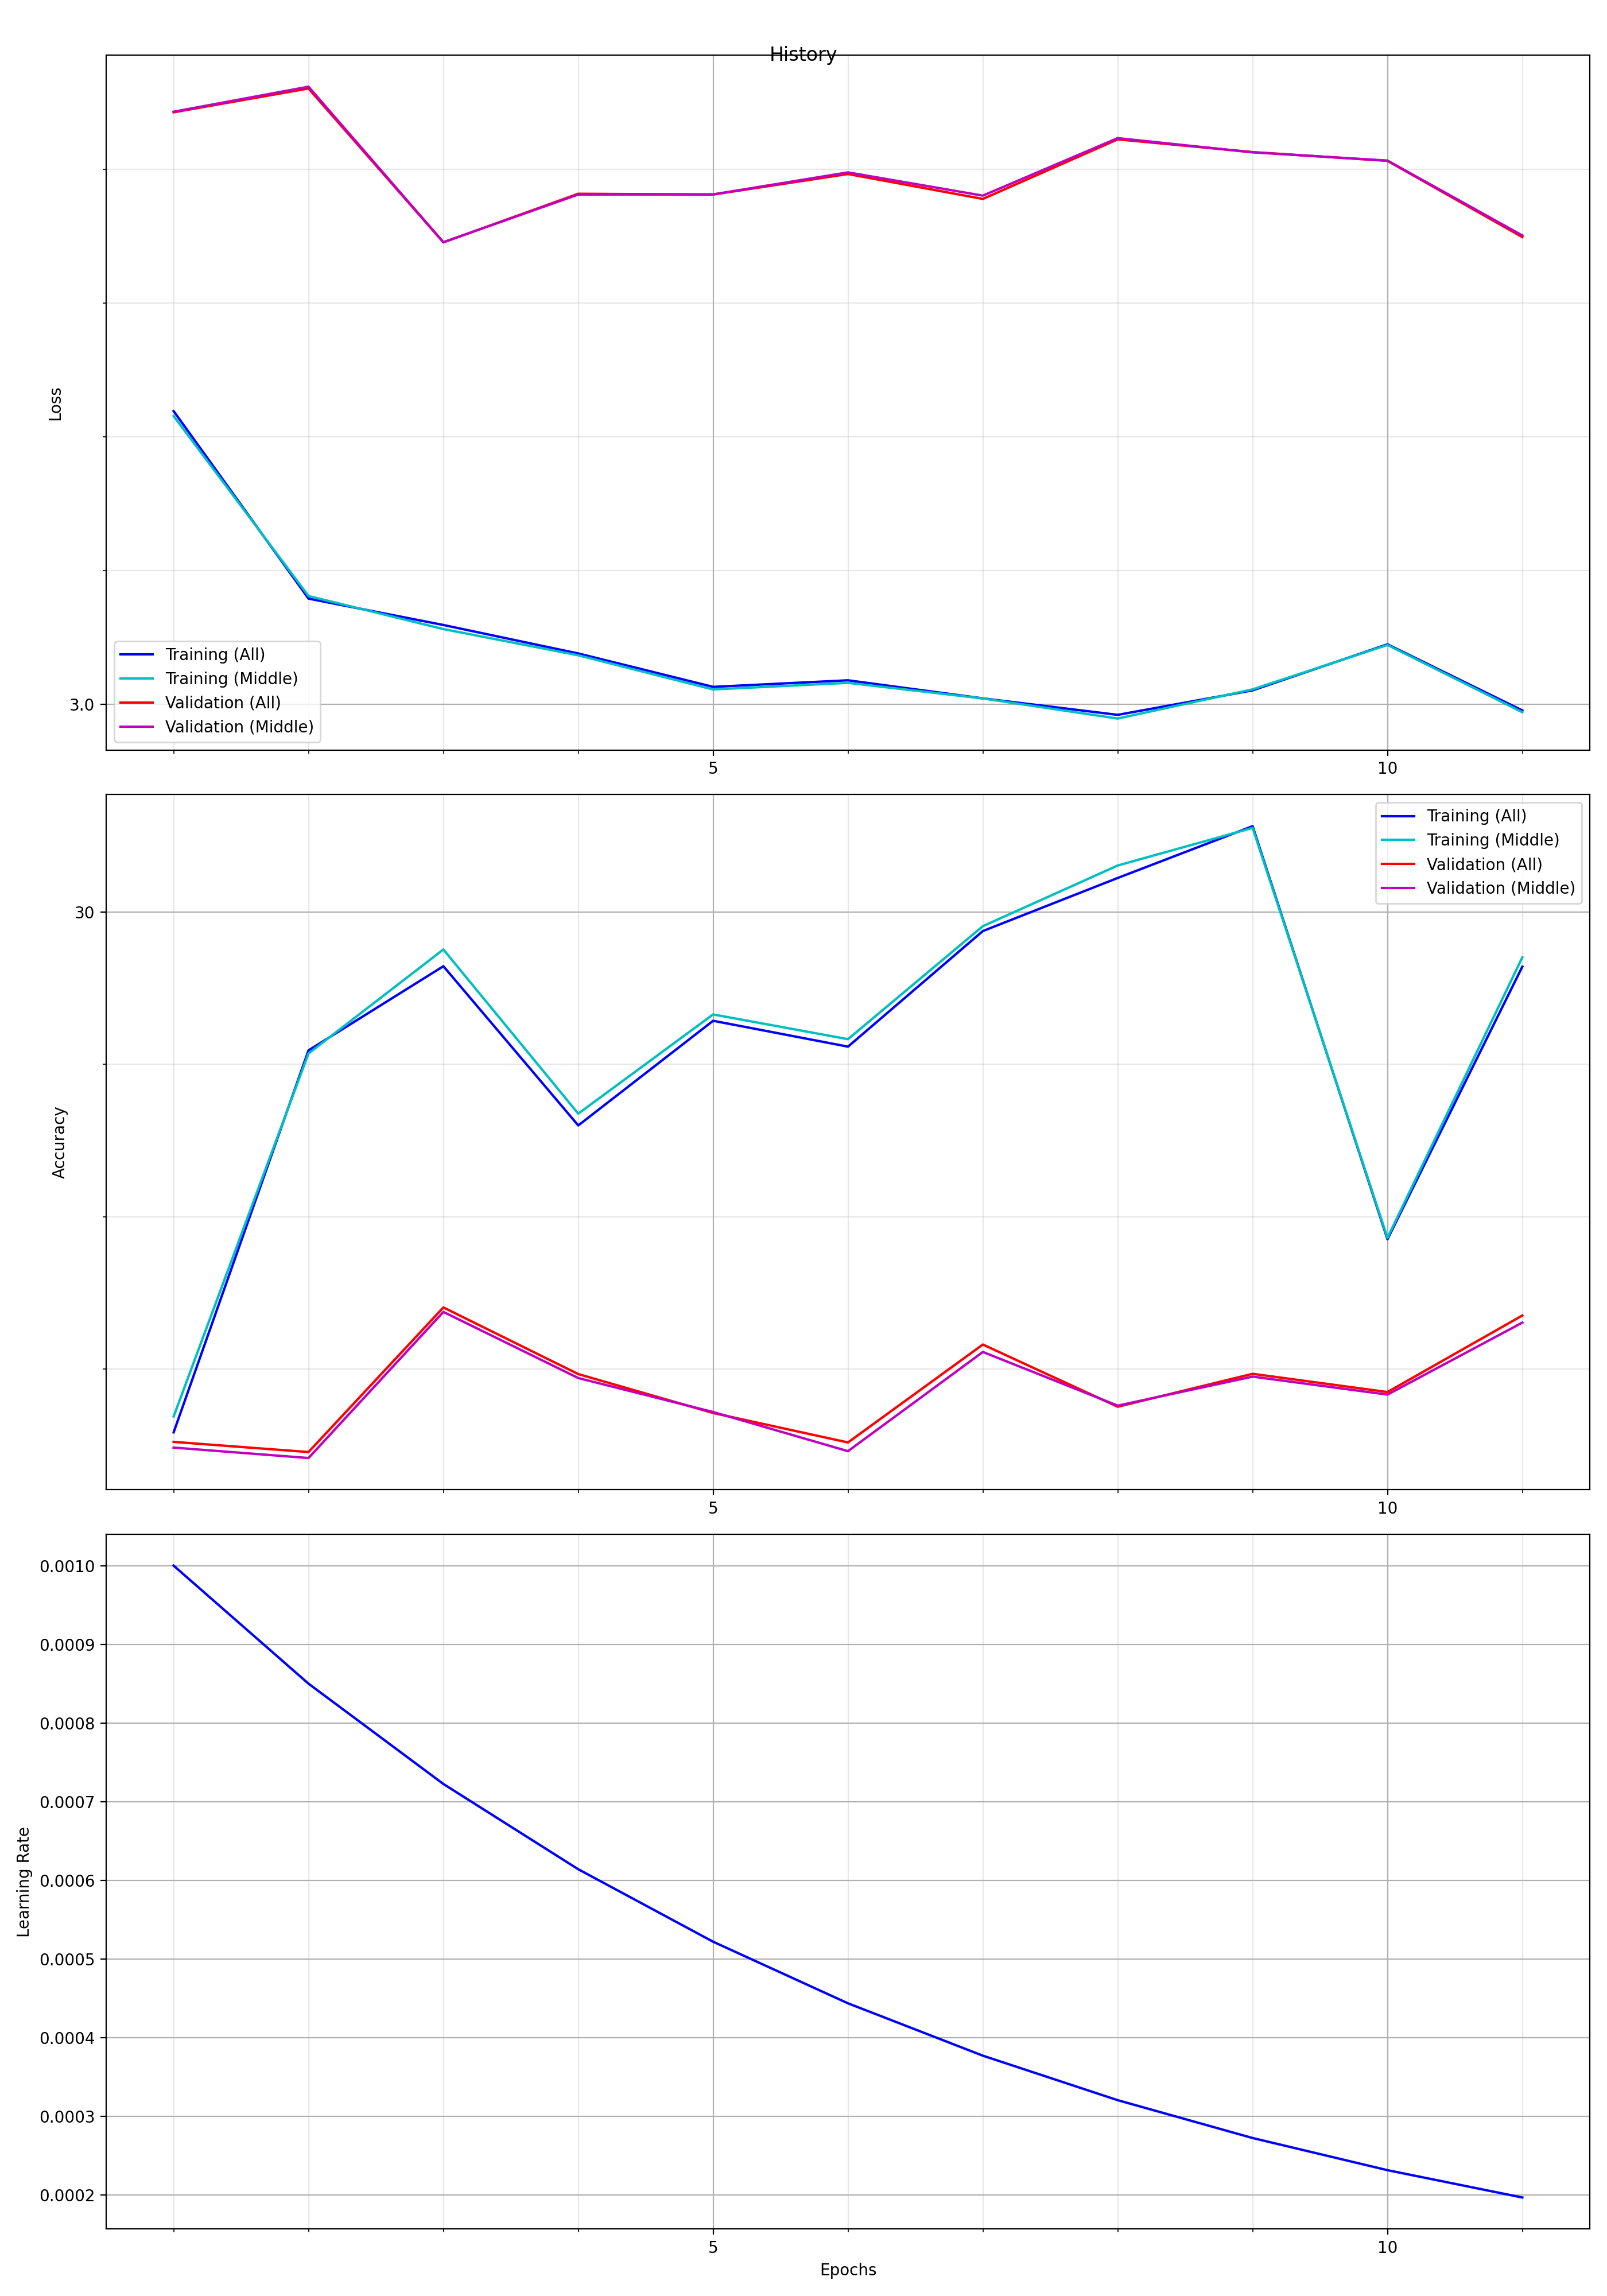 History
Loss
3.0
Training (All)
Training (Middle)
Validation (All)
Validation (Middle)
5
10
Training (All)
Training (Middle)
Validation (All)
Validation (Middle)
30
Accuracy
5
10
0.0010
0.0009
0.0008
0.0007
0.0006
0.0005
0.0004
0.0003
0.0002
Learning Rate
5
10
Epochs